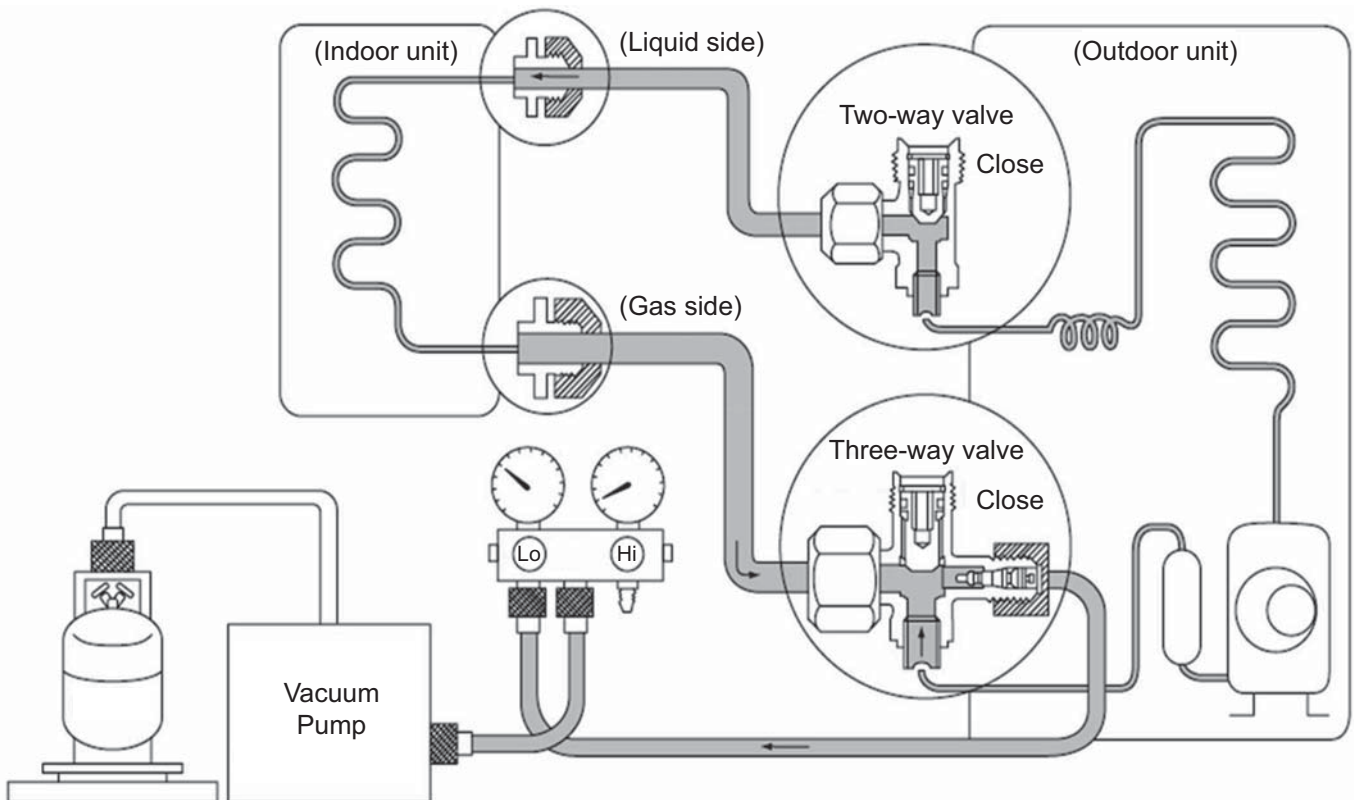 (Indoor unit)
(Liquid side)
(Outdoor unit)
Two-way valve
Close
(Gas side)
Three-way valve
Close
Lo
Hi
Vacuum
Pump